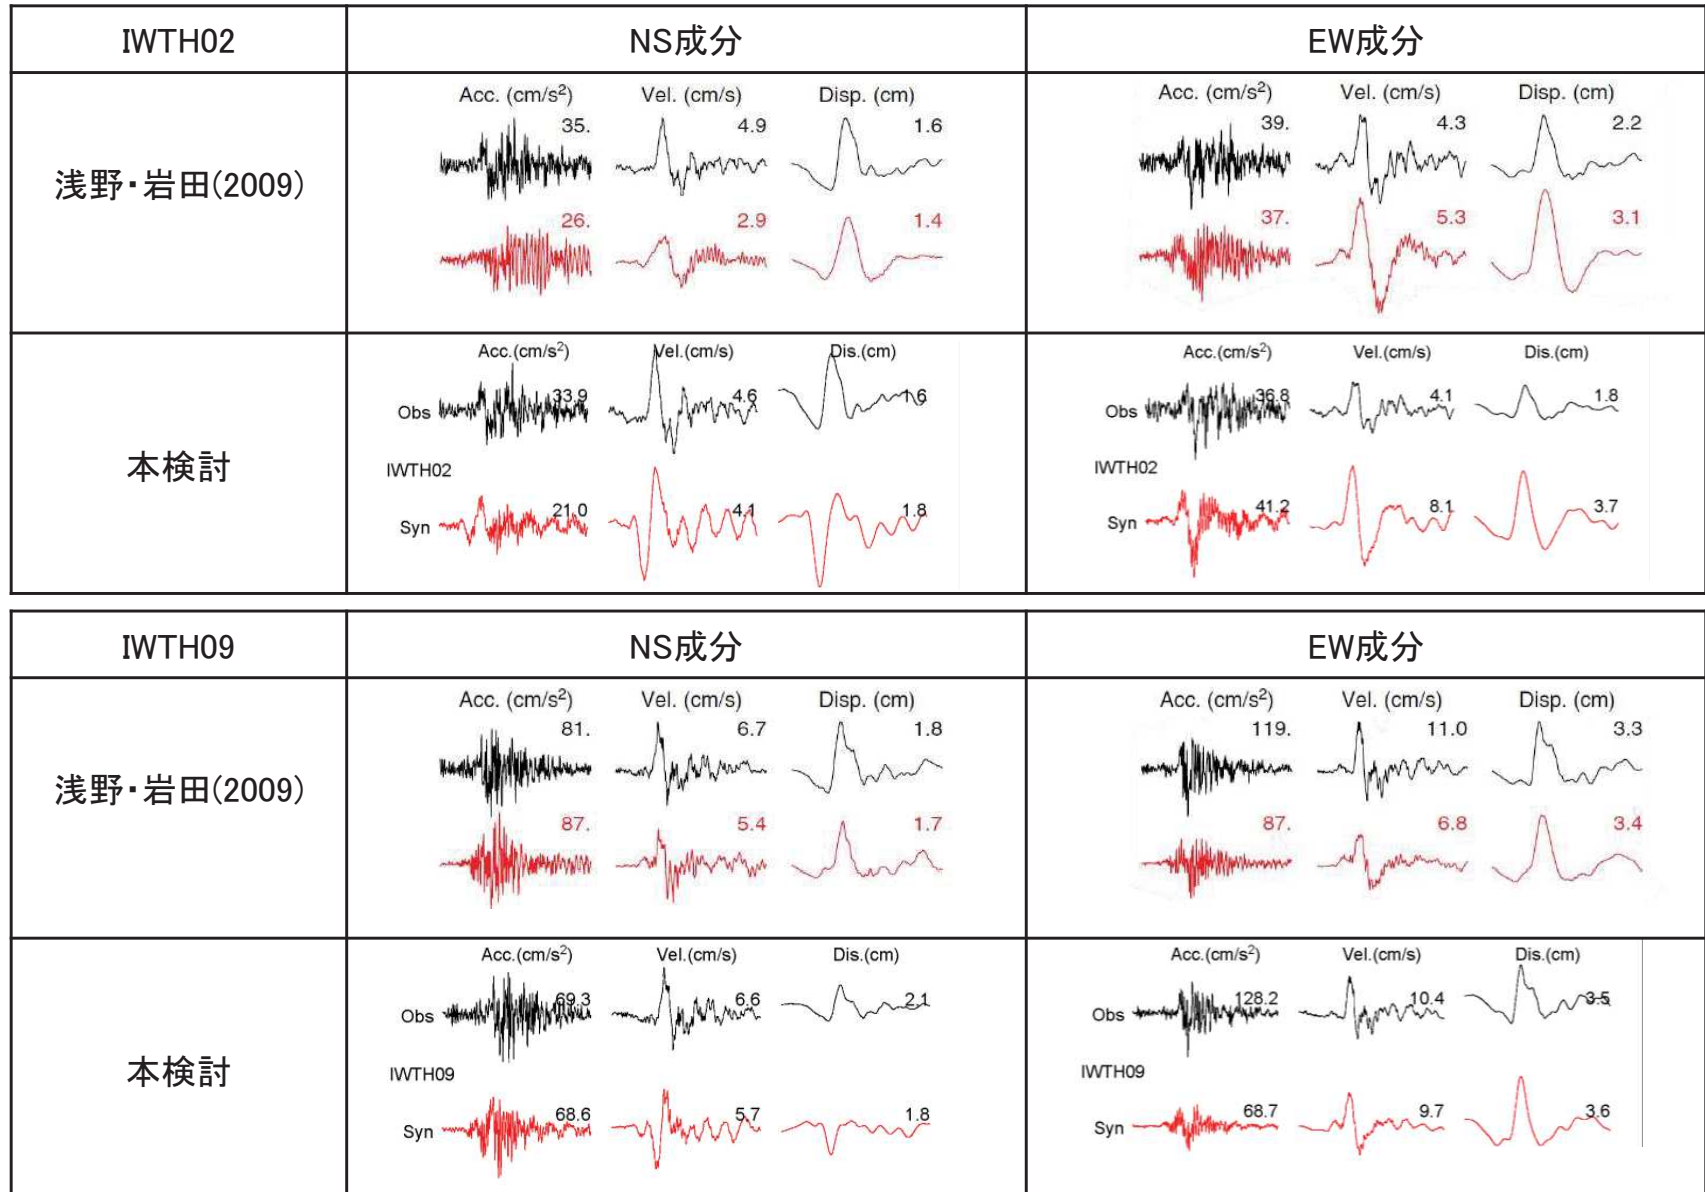 IWTH02 NS成分 EW成分
浅野・岩田(2009)
Acc. (cm/s²) Vel. (cm/s) Disp. (cm)
35. 4.9 1.6
26. 2.9 1.4
Acc. (cm/s²) Vel. (cm/s) Disp. (cm)
39. 4.3 2.2
37. 5.3 3.1
本検討
Acc.(cm/s²) Vel.(cm/s) Dis.(cm)
Obs 33.9 4.6 1.6
IWTH02
Syn 21.0 4.1 1.8
Acc.(cm/s²) Vel.(cm/s) Dis.(cm)
Obs 36.8 4.1 1.8
IWTH02
Syn 41.2 8.1 3.7
IWTH09 NS成分 EW成分
浅野・岩田(2009)
Acc. (cm/s²) Vel. (cm/s) Disp. (cm)
81. 6.7 1.8
87. 5.4 1.7
Acc. (cm/s²) Vel. (cm/s) Disp. (cm)
119. 11.0 3.3
87. 6.8 3.4
本検討
Acc.(cm/s²) Vel.(cm/s) Dis.(cm)
Obs 69.3 6.6 2.1
IWTH09
Syn 68.6 5.7 1.8
Acc.(cm/s²) Vel.(cm/s) Dis.(cm)
Obs 128.2 10.4 3.5
IWTH09
Syn 68.7 9.7 3.6